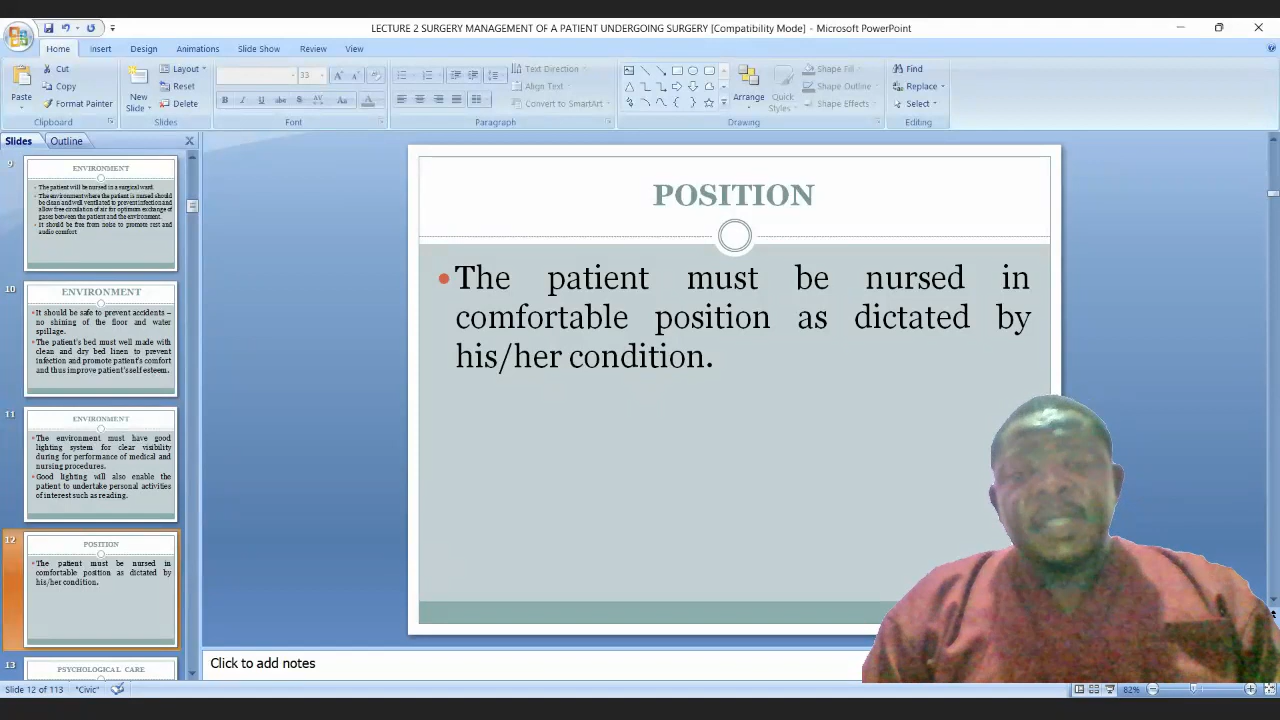 LECTURE 2 SURGERY MANAGEMENT OF A PATIENT UNDERGOING SURGERY [Compatibility Mode] - Microsoft PowerPoint
Home Insert Design Animations Slide Show Review View
Cut
Copy
Format Painter
Paste
Clipboard
New
Slide
Layout
Reset
Delete
Slides
33
B I U abe S AV Aa A
Font
Text Direction
Align Text
Convert to SmartArt
Paragraph
Arrange
Quick
Styles
Shape Fill
Shape Outline
Shape Effects
Drawing
Find
Replace
Select
Editing
Slides Outline
9
ENVIRONMENT
The patient will be nursed in a surgical ward.
The environment where the patient is nursed should
be clean and well ventilated to prevent infection and
allow free circulation of air for optimum exchange of
gases between the patient and the environment.
It should be free from noise to promote rest and
audio comfort
10
ENVIRONMENT
It should be safe to prevent accidents –
no shining of the floor and water
spillage.
The patient's bed must well made with
clean and dry bed linen to prevent
infection and promote patient's comfort
and thus improve patient's self esteem.
11
ENVIRONMENT
The environment must have good
lighting system for clear visibility
during for performance of medical and
nursing procedures.
Good lighting will also enable the
patient to undertake personal activities
of interest such as reading.
12
POSITION
The patient must be nursed in
comfortable position as dictated by
his/her condition.
13
PSYCHOLOGICAL CARE
POSITION
•The patient must be nursed in
comfortable position as dictated by
his/her condition.
Click to add notes
Slide 12 of 113 "Civic" 82%